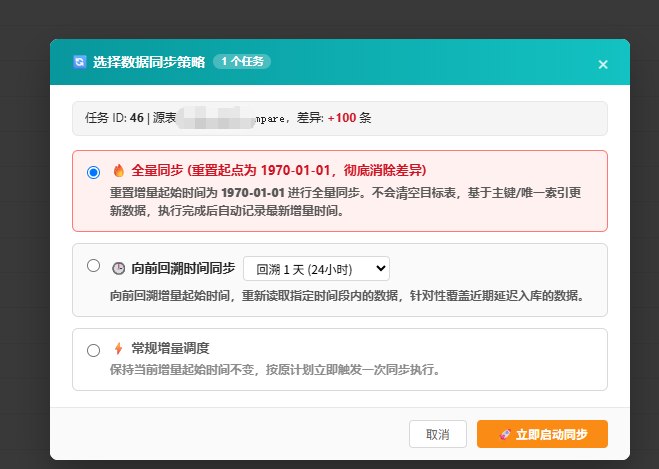 选择数据同步策略 1 个任务 ×
任务 ID: 46 | 源表 mpare，差异: +100 条
全量同步 (重置起点为 1970-01-01，彻底消除差异)
重置增量起始时间为 1970-01-01 进行全量同步。不会清空目标表，基于主键/唯一索引更
新数据，执行完成后自动记录最新增量时间。
向前回溯时间同步 回溯 1 天 (24小时)
向前回溯增量起始时间，重新读取指定时间段内的数据，针对性覆盖近期延迟入库的数据。
常规增量调度
保持当前增量起始时间不变，按原计划立即触发一次同步执行。
取消 立即启动同步